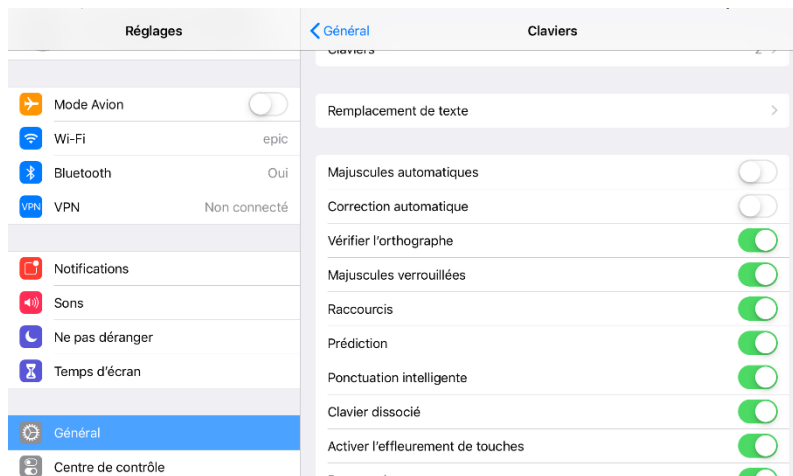 Réglages
Mode Avion
Wi-Fi epic
Bluetooth Oui
VPN VPN Non connecté
Notifications
Sons
Ne pas déranger
Temps d'écran
Général
Centre de contrôle
Général Claviers
Claviers 2
Remplacement de texte
Majuscules automatiques
Correction automatique
Vérifier l'orthographe
Majuscules verrouillées
Raccourcis
Prédiction
Ponctuation intelligente
Clavier dissocié
Activer l'effleurement de touches